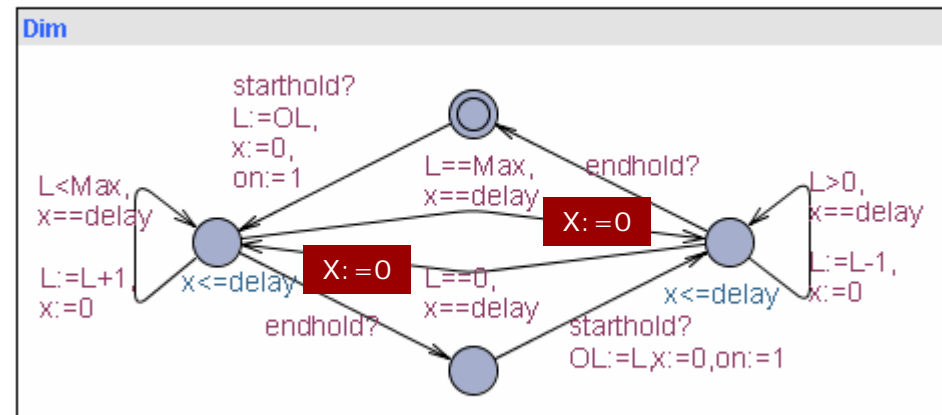 Dim
starthold?
L:=OL,
x:=0,
on:=1
L==Max,
x==delay
endhold?
L<Max,
x==delay
L>0,
x==delay
X:=0
X:=0
L:=L+1,
x:=0
x<=delay
L==0,
x==delay
x<=delay
L:=L-1,
x:=0
endhold?
starthold?
OL:=L,x:=0,on:=1